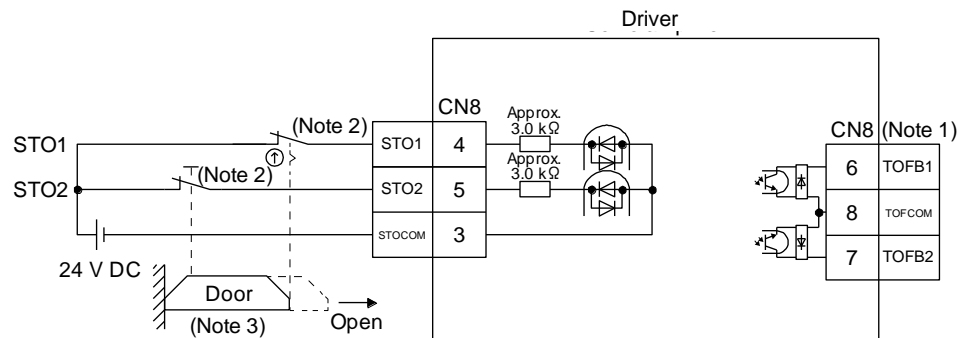 Driver
CN8
Approx.
3.0 kΩ
(Note 2)
STO1
STO1
4
CN8 (Note 1)
Approx.
3.0 kΩ
6
TOFB1
(Note 2)
STO2
STO2
5
8
TOFCOM
STOCOM
3
7
TOFB2
24 V DC
Door
(Note 3)
Open